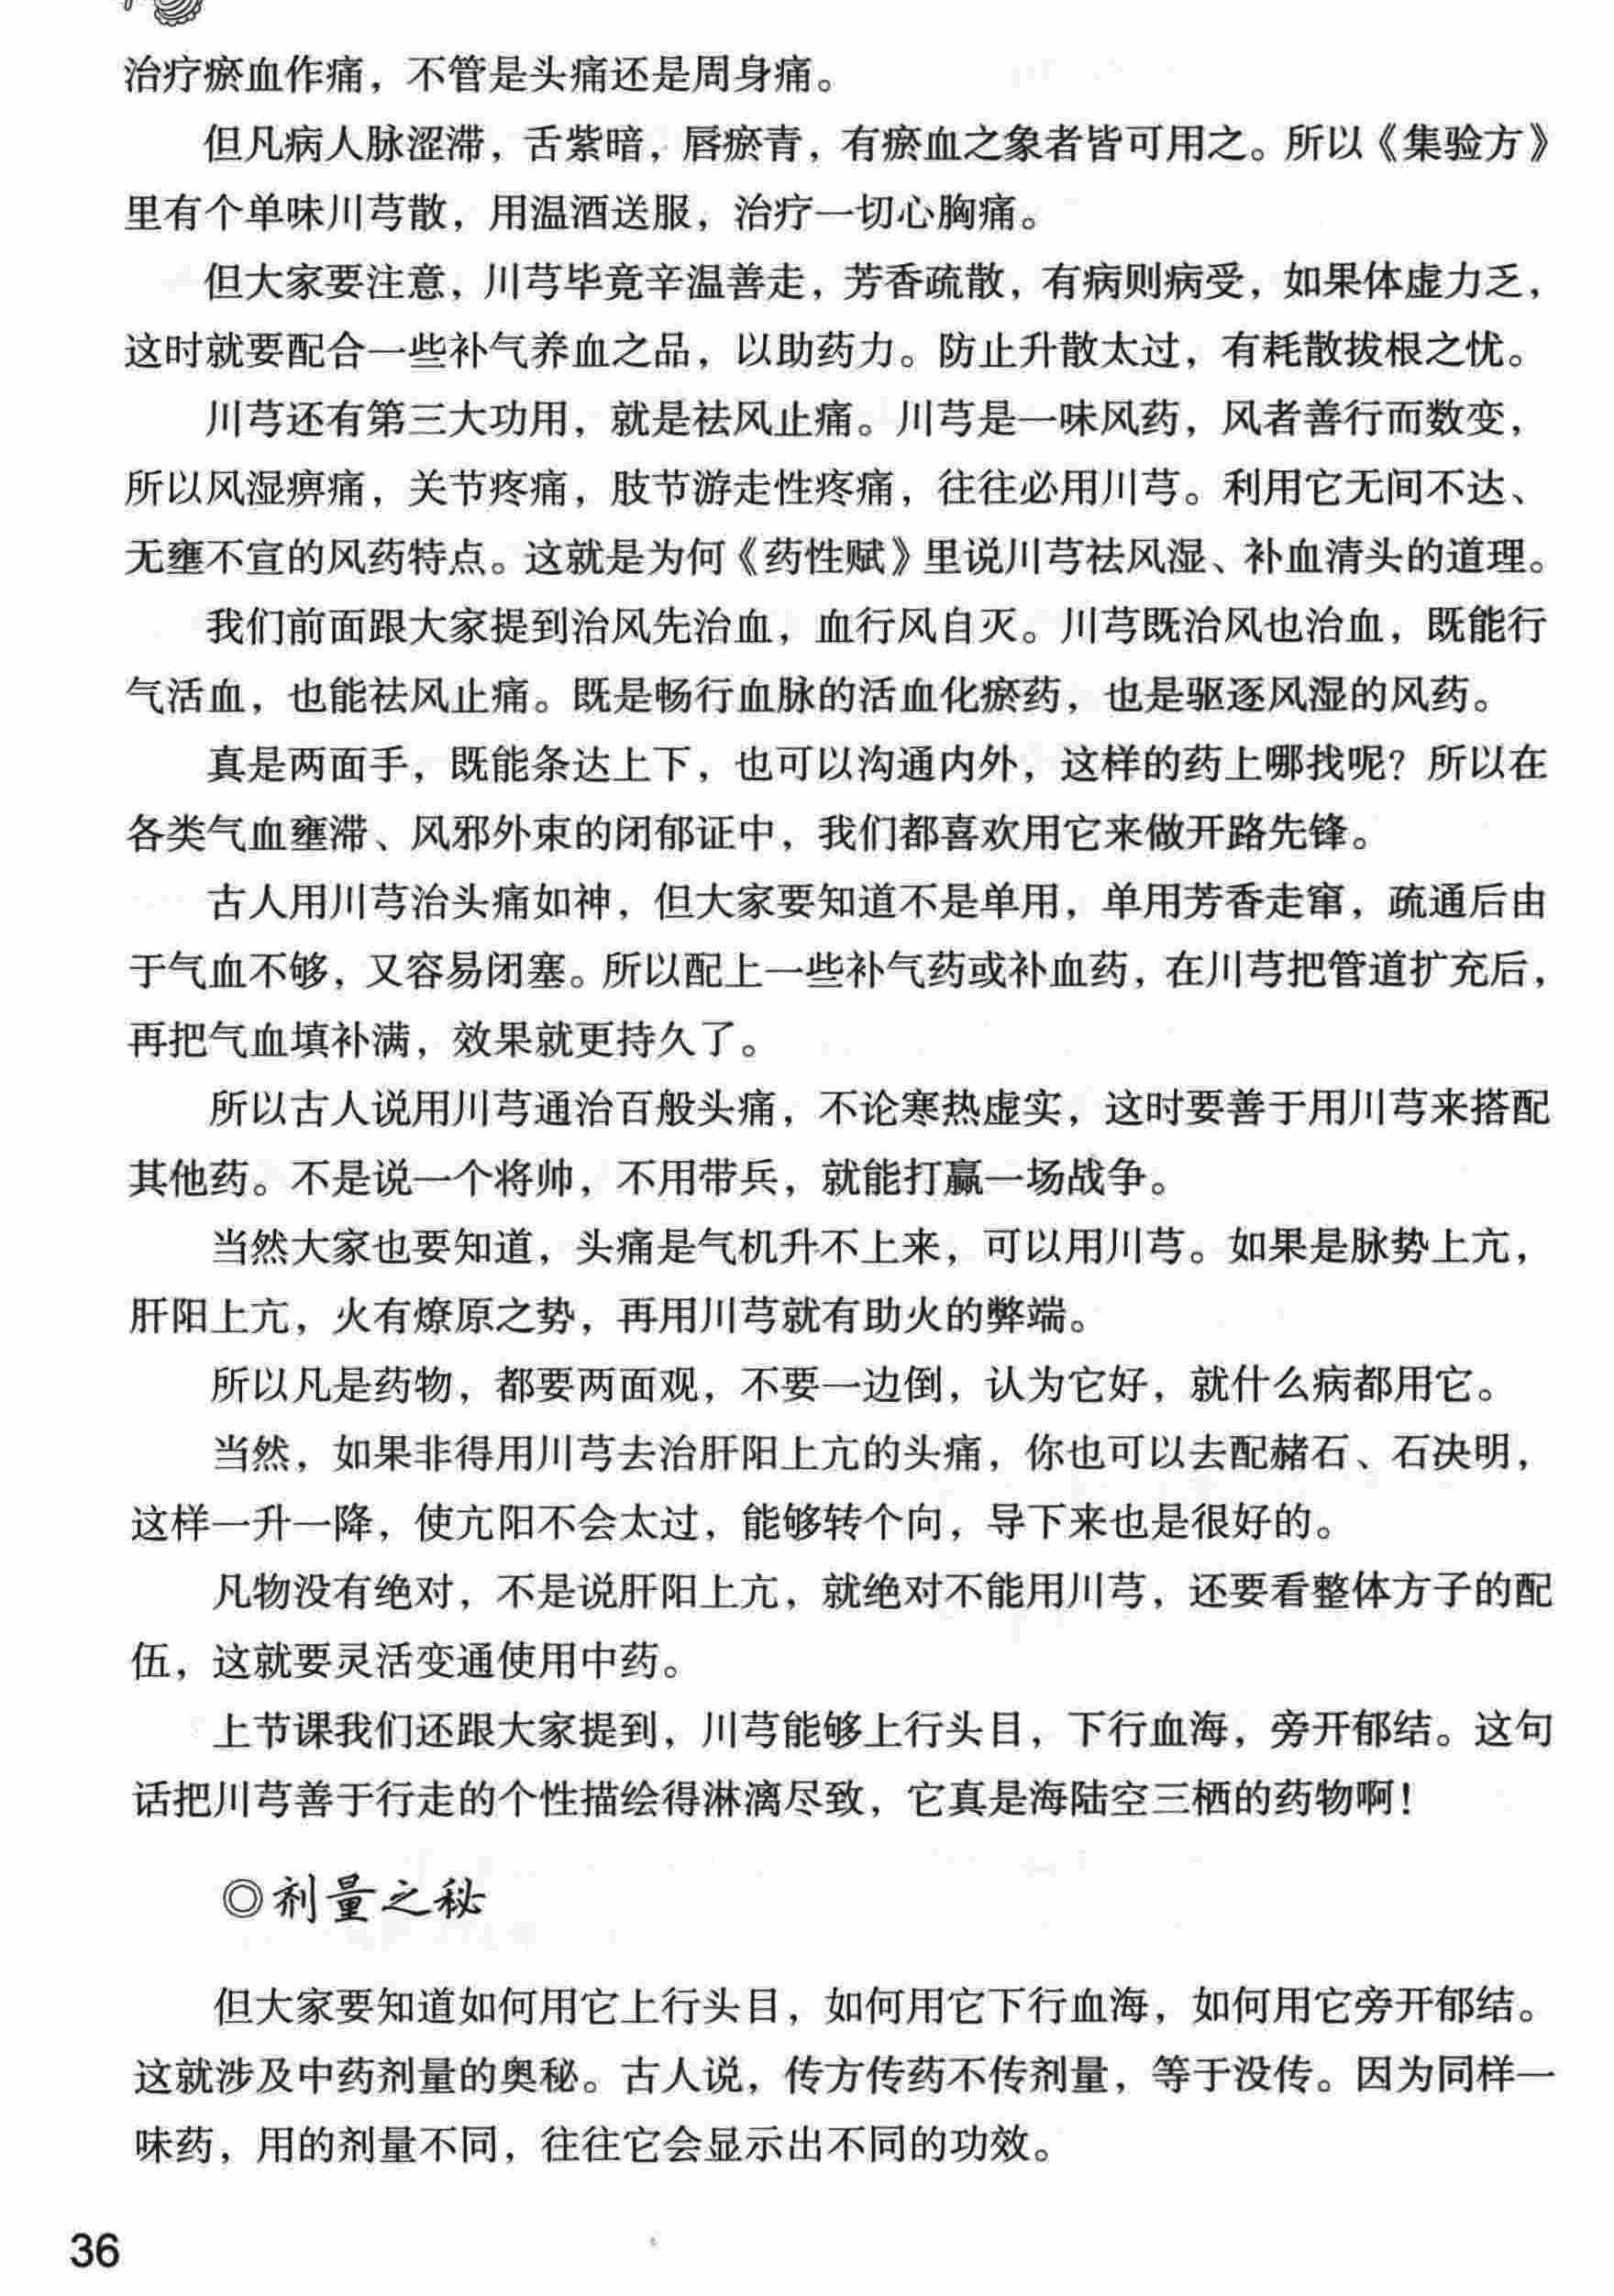 治疗瘀血作痛，不管是头痛还是周身痛。
但凡病人脉涩滞，舌紫暗，唇瘀青，有瘀血之象者皆可用之。所以《集验方》
里有个单味川芎散，用温酒送服，治疗一切心胸痛。
但大家要注意，川芎毕竟辛温善走，芳香疏散，有病则病受，如果体虚力乏，
这时就要配合一些补气养血之品，以助药力。防止升散太过，有耗散拔根之忧。
川芎还有第三大功用，就是祛风止痛。川芎是一味风药，风者善行而数变，
所以风湿痹痛，关节疼痛，肢节游走性疼痛，往往必用川芎。利用它无间不达、
无壅不宣的风药特点。这就是为何《药性赋》里说川芎祛风湿、补血清头的道理。
我们前面跟大家提到治风先治血，血行风自灭。川芎既治风也治血，既能行
气活血，也能祛风止痛。既是畅行血脉的活血化瘀药，也是驱逐风湿的风药。
真是两面手，既能条达上下，也可以沟通内外，这样的药上哪找呢？所以在
各类气血壅滞、风邪外束的闭郁证中，我们都喜欢用它来做开路先锋。
古人用川芎治头痛如神，但大家要知道不是单用，单用芳香走窜，疏通后由
于气血不够，又容易闭塞。所以配上一些补气药或补血药，在川芎把管道扩充后，
再把气血填补满，效果就更持久了。
所以古人说用川芎通治百般头痛，不论寒热虚实，这时要善于用川芎来搭配
其他药。不是说一个将帅，不用带兵，就能打赢一场战争。
当然大家也要知道，头痛是气机升不上来，可以用川芎。如果是脉势上亢，
肝阳上亢，火有燎原之势，再用川芎就有助火的弊端。
所以凡是药物，都要两面观，不要一边倒，认为它好，就什么病都用它。
当然，如果非得用川芎去治肝阳上亢的头痛，你也可以去配赭石、石决明，
这样一升一降，使亢阳不会太过，能够转个向，导下来也是很好的。
凡物没有绝对，不是说肝阳上亢，就绝对不能用川芎，还要看整体方子的配
伍，这就要灵活变通使用中药。
上节课我们还跟大家提到，川芎能够上行头目，下行血海，旁开郁结。这句
话把川芎善于行走的个性描绘得淋漓尽致，它真是海陆空三栖的药物啊！
◎剂量之秘
但大家要知道如何用它上行头目，如何用它下行血海，如何用它旁开郁结。
这就涉及中药剂量的奥秘。古人说，传方传药不传剂量，等于没传。因为同样一
味药，用的剂量不同，往往它会显示出不同的功效。
36